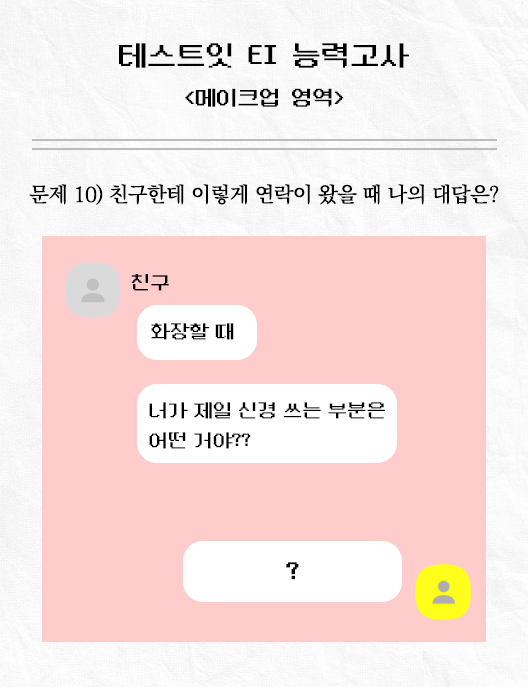 테스트잇 EI 능력고사
<메이크업 영역>
문제 10) 친구한테 이렇게 연락이 왔을 때 나의 대답은?
친구
화장할 때
너가 제일 신경 쓰는 부분은
어떤 거야??
?